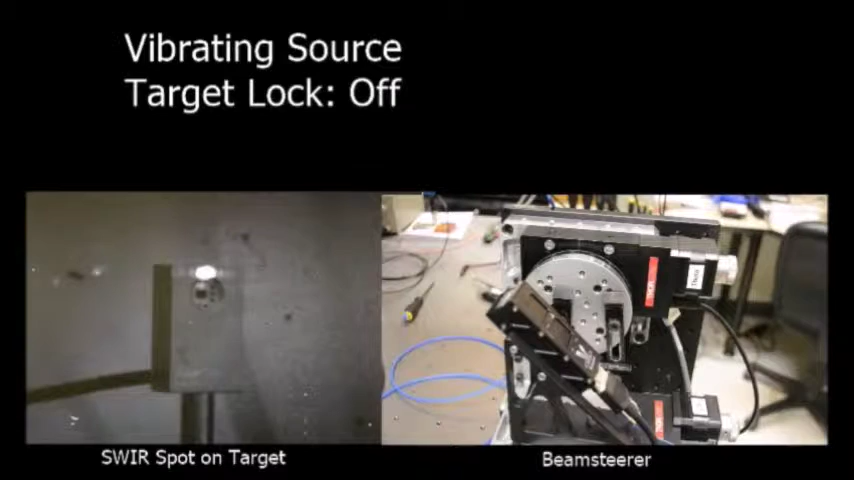 Vibrating Source
Target Lock: Off
SWIR Spot on Target
Beamsteerer